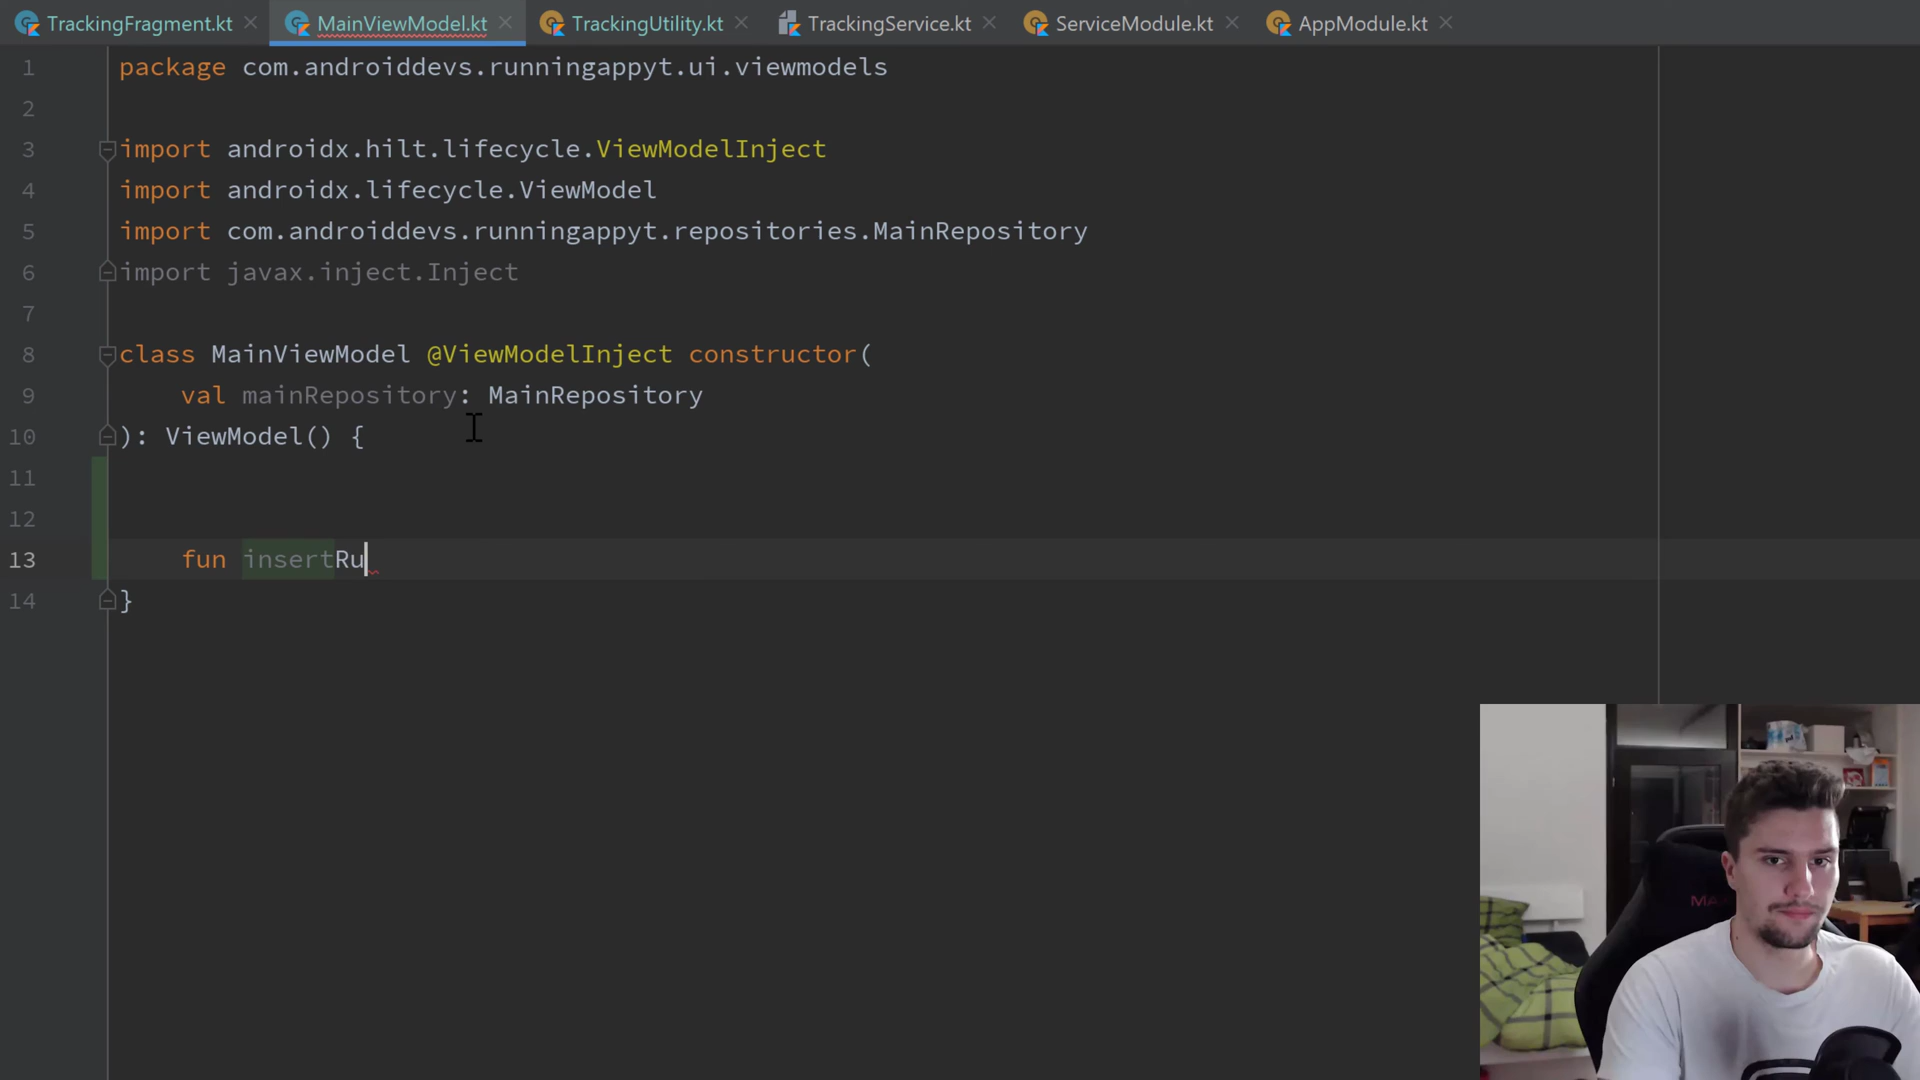 TrackingFragment.kt MainViewModel.kt TrackingUtility.kt TrackingService.kt ServiceModule.kt AppModule.kt
1 package com.androiddevs.runningappyt.ui.viewmodels
2
3 import androidx.hilt.lifecycle.ViewModelInject
4 import androidx.lifecycle.ViewModel
5 import com.androiddevs.runningappyt.repositories.MainRepository
6 import javax.inject.Inject
7
8 class MainViewModel @ViewModelInject constructor(
9 val mainRepository: MainRepository
10 ): ViewModel() {
11
12
13 fun insertRu
14 }